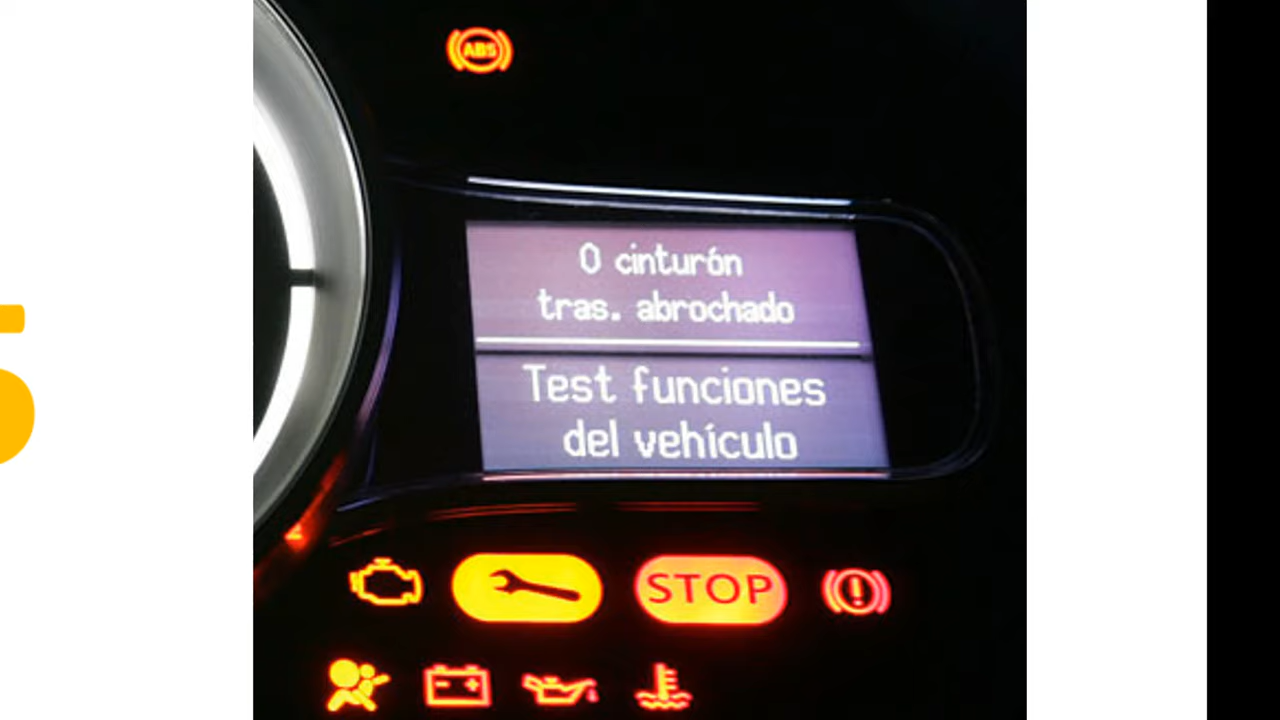 ABS
0 cinturón
tras. abrochado
Test funciones
del vehículo
STOP